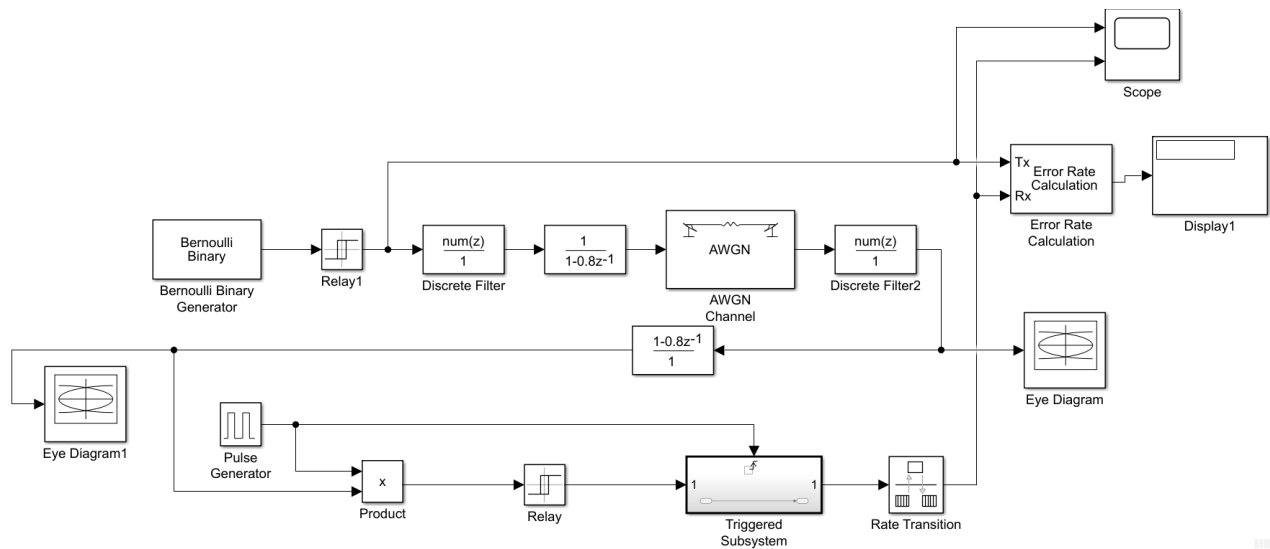 Scope
Tx
Error Rate
Calculation
Rx
Error Rate
Calculation
Display1
Bernoulli
Binary
Bernoulli Binary
Generator
Relay1
num(z)
1
Discrete Filter
1
1-0.8z-1
AWGN
AWGN
Channel
num(z)
1
Discrete Filter2
1-0.8z-1
1
Eye Diagram
Eye Diagram1
Pulse
Generator
x
Product
Relay
1
1
Triggered
Subsystem
Rate Transition